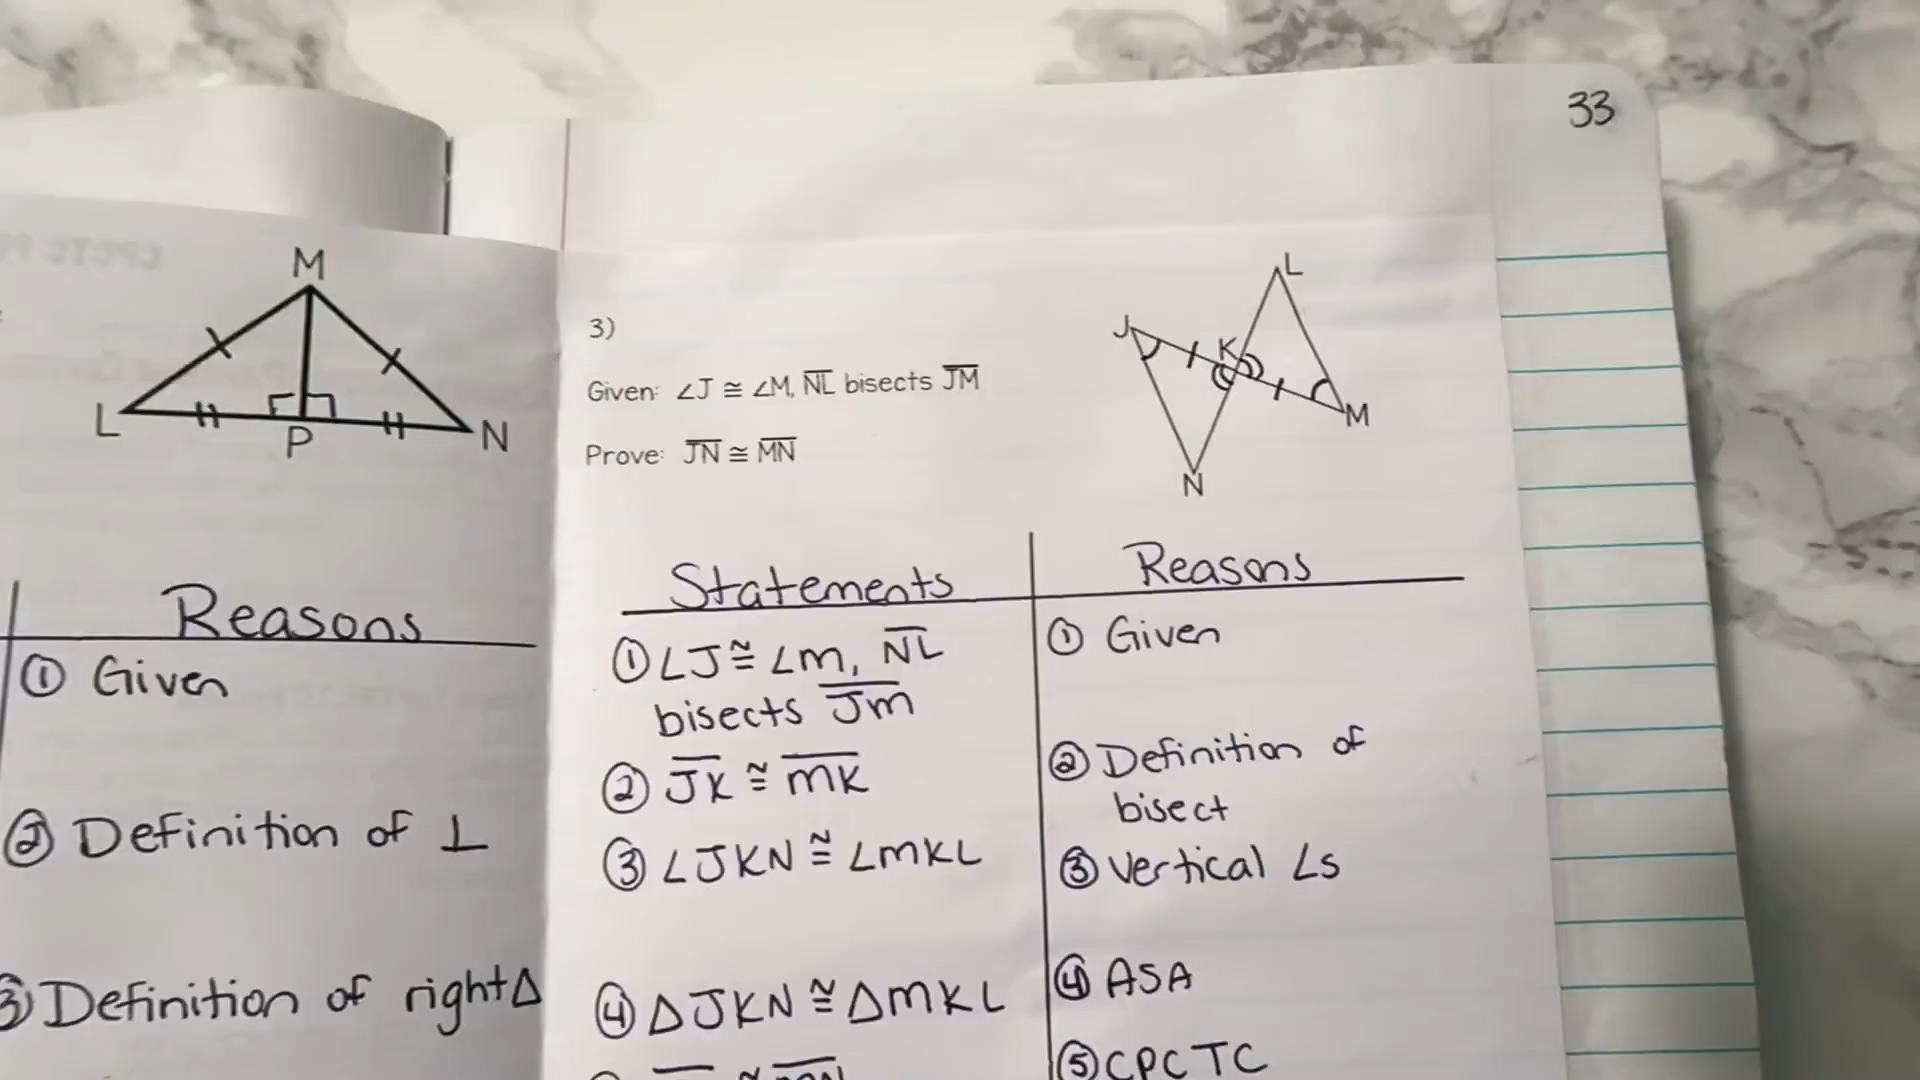 33
M
L
P
N
Reasons
① Given
② Definition of ⊥
③ Definition of right△
3)
Given: ∠J ≅ ∠M, NL bisects JM
Prove: JN ≅ MN
J
K
L
M
N
Statements
Reasons
① ∠J ≅ ∠M, NL
bisects JM
② JK ≅ MK
③ ∠JKN ≅ ∠MKL
④ △JKN ≅ △MKL
① Given
② Definition of
bisect
③ Vertical ∠s
④ ASA
⑤ CPCTC